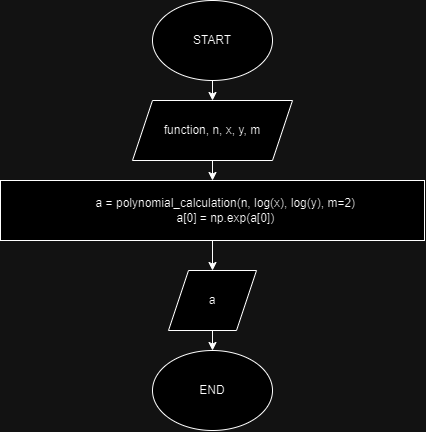 START
function, n, x, y, m
a = polynomial_calculation(n, log(x), log(y), m=2)
a[0] = np.exp(a[0])
a
END